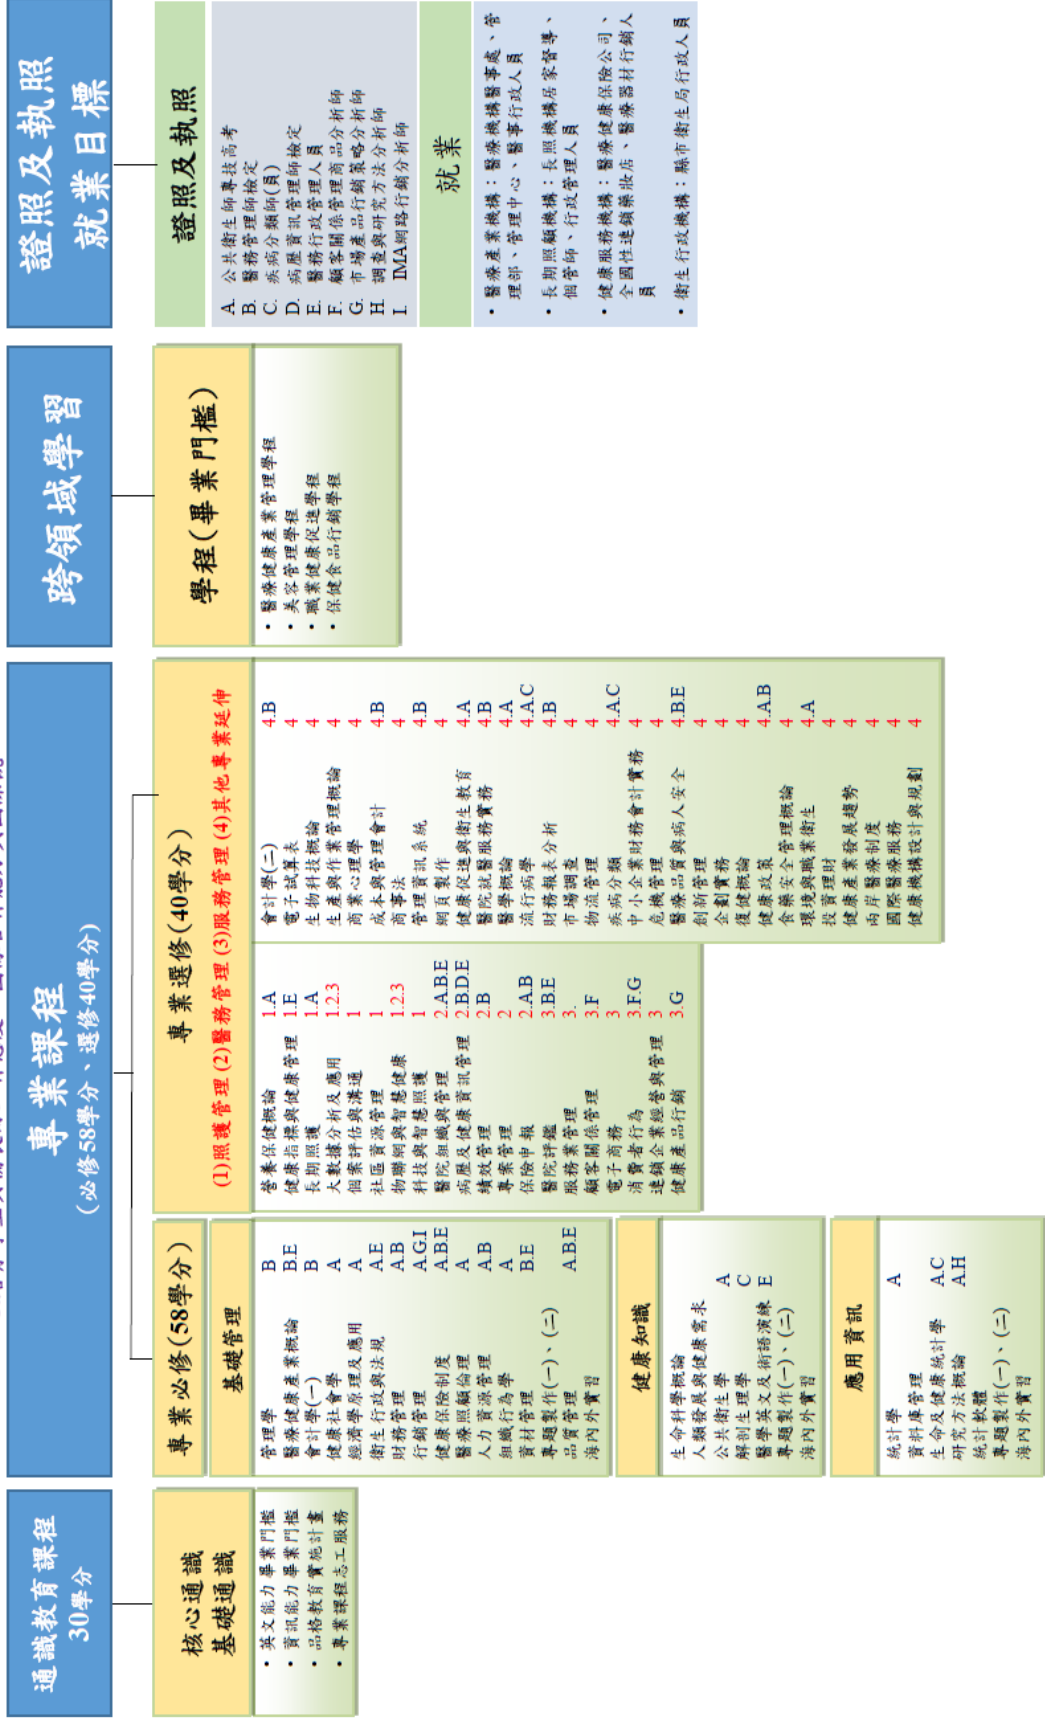 通識教育課程
30學分
核心通識
基礎通識
• 英文能力 畢業門檻
• 資訊能力 畢業門檻
• 品格教育實施計畫
• 專業課程志工服務
專業課程
(必修58學分、選修40學分)
專業必修(58學分)
基礎管理
管理學 B
醫療健康產業概論 B.E
會計學(一) B
健康社會學 A
經濟學原理及應用 A
衛生行政與法規 A.E
財務管理 A.B
行銷管理 A.G.I
健康保險制度 A.B.E
醫療照顧倫理 A
人力資源管理 A.B
組織行為學 A
資材管理 B.E
專題製作(一)、(二)
品質管理 A.B.E
海內外實習
健康知識
生命科學概論
人類發展與健康需求
公共衛生學 A
解剖生理學 C
醫學英文及術語演練 E
專題製作(一)、(二)
海內外實習
應用資訊
統計學 A
資料庫管理
生命及健康統計學 A.C
研究方法概論 A.H
統計軟體
專題製作(一)、(二)
海內外實習
專業選修(40學分)
(1)照護管理 (2)醫務管理 (3)服務管理 (4)其他專業延伸
營養保健概論 1.A
健康指標與健康管理 1.E
長期照護 1.A
大數據分析及應用 1.2.3
個案評估與溝通 1
社區資源管理 1
物聯網與智慧健康 1.2.3
科技與智慧照護 1
醫院組織與管理 2.A.B.E
病歷及健康資訊管理 2.B.D.E
績效管理 2.B
專案管理 2
保險申報 2.A.B
醫院評鑑 3.B.E
服務業管理 3.
顧客關係管理 3.F
電子商務 3
消費者行為 3.F.G
連鎖企業經營與管理 3
健康產品行銷 3.G
會計學(二) 4.B
電子試算表 4
生物科技概論 4
生產與作業管理概論 4
商業心理學 4
成本與管理會計 4.B
商事法 4
管理資訊系統 4.B
網頁製作 4
健康促進與衛生教育 4.A
醫院就醫服務實務 4.B
醫學概論 4.A
流行病學 4.A.C
財務報表分析 4.B
市場調查 4
物流管理 4
疾病分類 4.A.C
中小企業財務會計實務 4
危機管理 4
醫療品質與病人安全 4.B.E
創新管理 4
企劃實務 4
復健概論 4
健康政策 4.A.B
食藥安全管理概論 4
環境與職業衛生 4.A
投資理財 4
健康產業發展趨勢 4
兩岸醫療制度 4
國際醫療服務 4
健康機構設計與規劃 4
跨領域學習
學程(畢業門檻)
• 醫療健康產業管理學程
• 美容管理學程
• 職業健康促進學程
• 保健食品行銷學程
證照及執照
就業目標
證照及執照
A. 公共衛生師專技高考
B. 醫務管理師檢定
C. 疾病分類師(員)
D. 病歷資訊管理師檢定
E. 醫務行政管理人員
F. 顧客關係管理商品分析師
G. 市場產品行銷策略分析師
H. 調查與研究方法分析師
I. IMA網路行銷分析師
就業
• 醫療產業機構：醫療機構醫事處、管
理部、管理中心、醫事行政人員
• 長期照顧機構：長照機構居家督導、
個管師、行政管理人員
• 健康服務機構：醫療健康保險公司、
全國性連鎖藥妝店、醫療器材行銷人
員
• 衛生行政機構：縣市衛生局行政人員